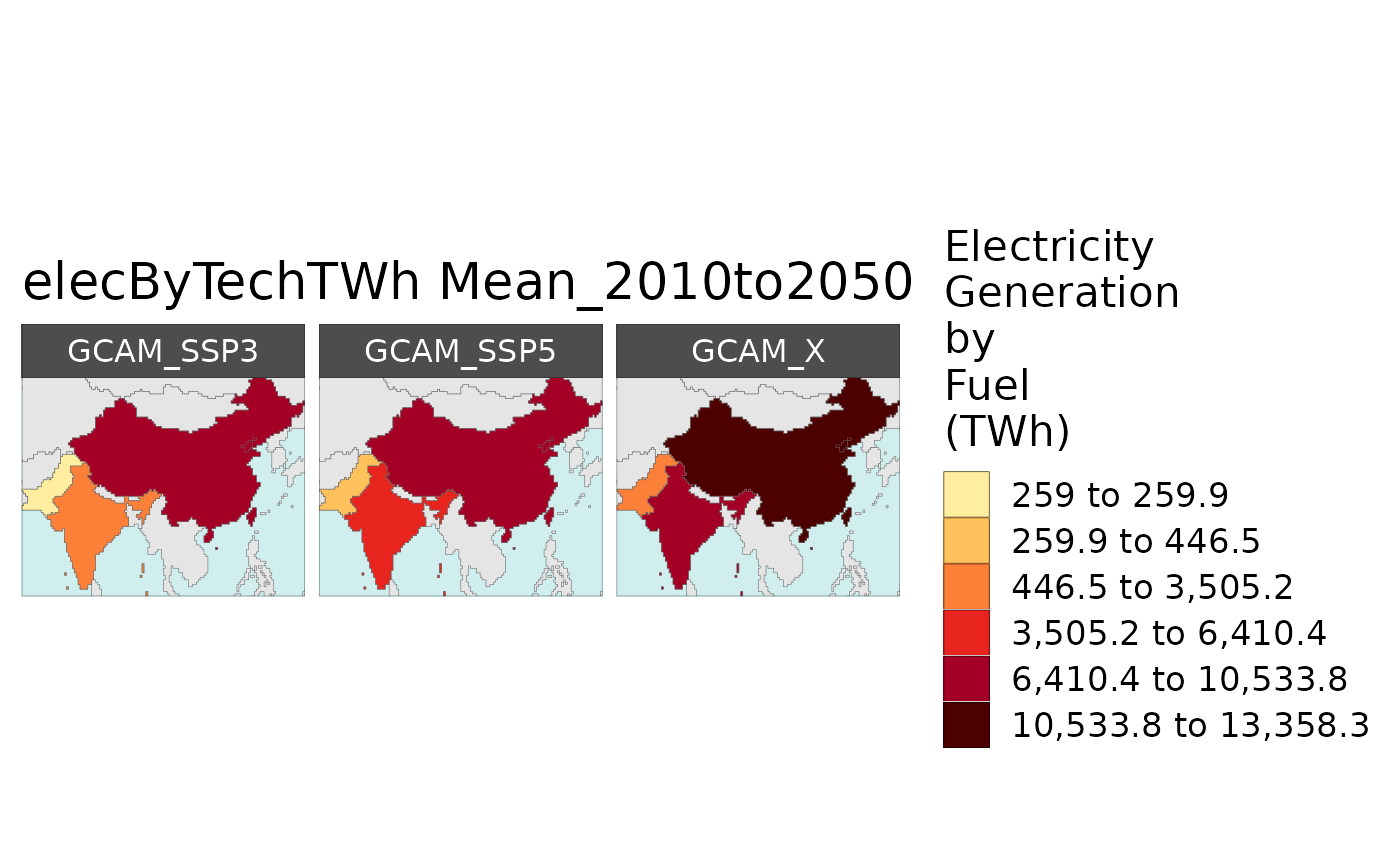 elecByTechTWh Mean_2010to2050
GCAM_SSP3
GCAM_SSP5
GCAM_X
Electricity
Generation
by
Fuel
(TWh)
259 to 259.9
259.9 to 446.5
446.5 to 3,505.2
3,505.2 to 6,410.4
6,410.4 to 10,533.8
10,533.8 to 13,358.3